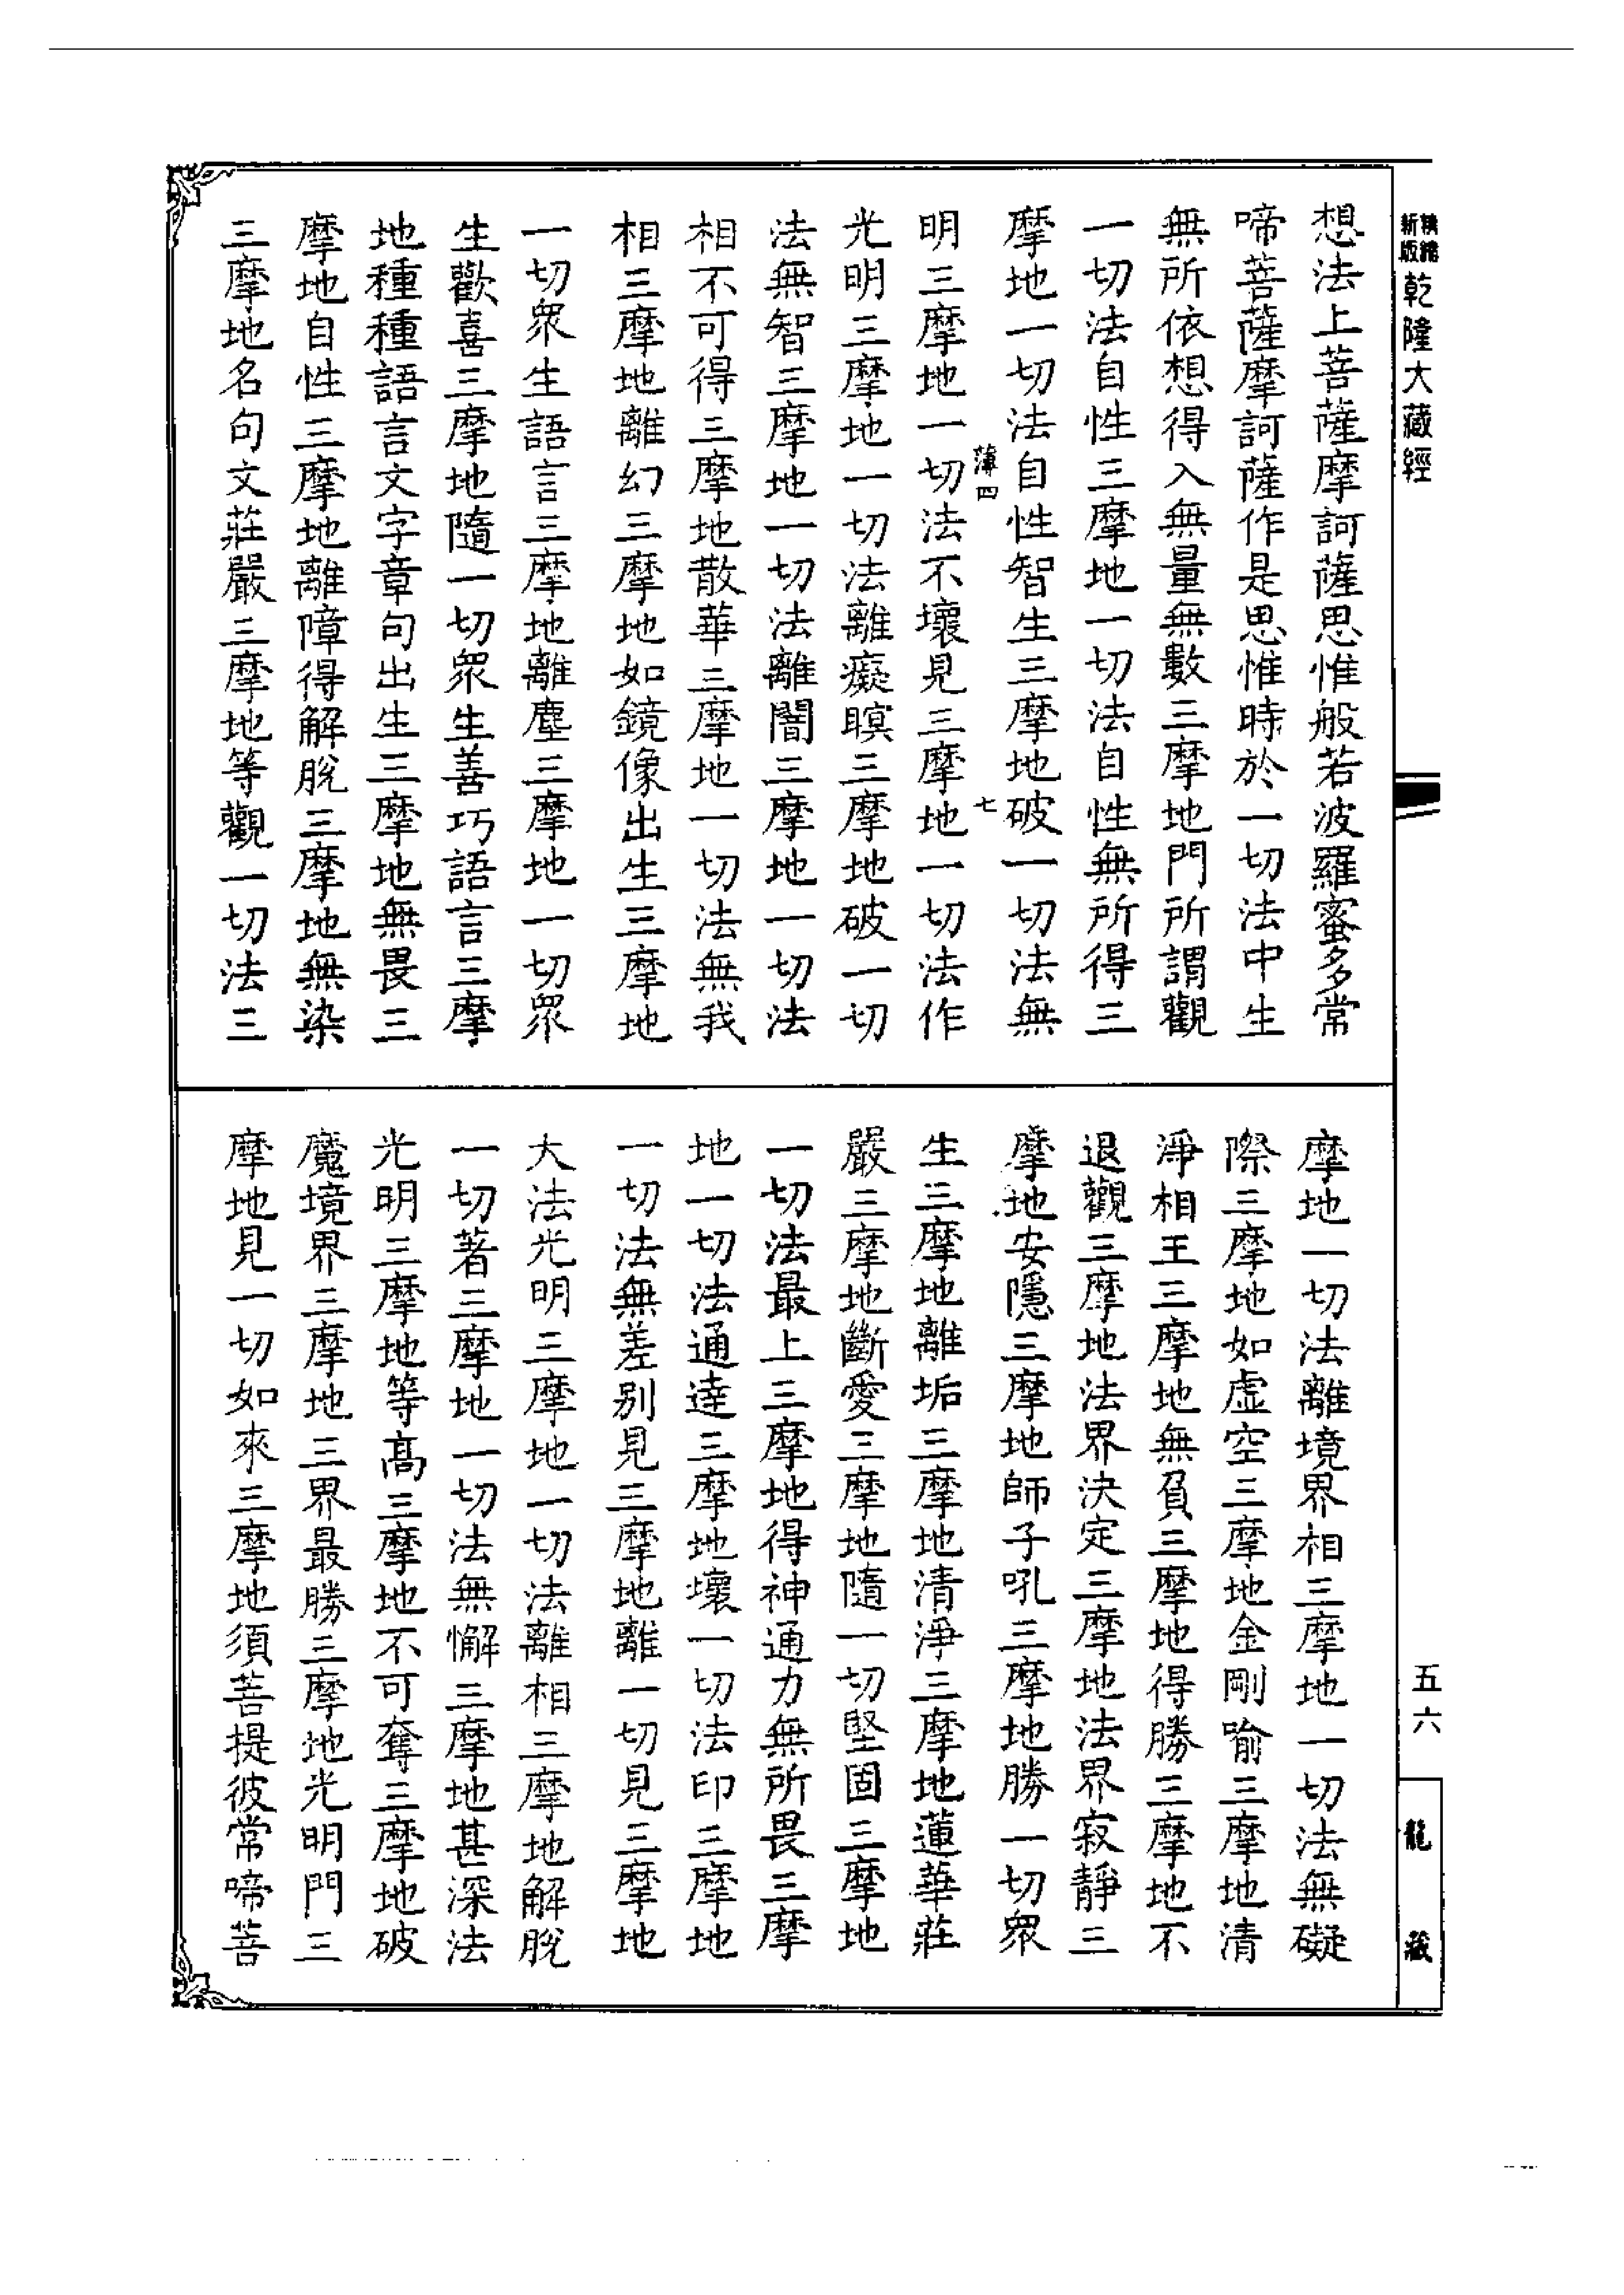 精縮新版乾隆大藏經
想法上菩薩摩訶薩思惟般若波羅蜜多常
啼菩薩摩訶薩作是思惟時於一切法中生
無所依想得入無量無數三摩地門所謂觀
一切法自性三摩地一切法自性無所得三
摩地一切法自性智生三摩地破一切法無
薄四 七
明三摩地一切法不壞見三摩地一切法作
光明三摩地一切法離癡暝三摩地破一切
法無智三摩地一切法離闇三摩地一切法
相不可得三摩地散華三摩地一切法無我
相三摩地離幻三摩地如鏡像出生三摩地
一切眾生語言三摩地離塵三摩地一切眾
生歡喜三摩地隨一切眾生善巧語言三摩
地種種語言文字章句出生三摩地無畏三
摩地自性三摩地離障得解脫三摩地無染
三摩地名句文莊嚴三摩地等觀一切法三
摩地一切法離境界相三摩地一切法無礙
際三摩地如虛空三摩地金剛喻三摩地清
淨相王三摩地無負三摩地得勝三摩地不
退觀三摩地法界決定三摩地法界寂靜三
摩地安隱三摩地師子吼三摩地勝一切眾
生三摩地離垢三摩地清淨三摩地蓮華莊
嚴三摩地斷愛三摩地隨一切堅固三摩地
一切法最上三摩地得神通力無所畏三摩
地一切法通達三摩地壞一切法印三摩地
一切法無差別見三摩地離一切見三摩地
大法光明三摩地一切法離相三摩地解脫
一切著三摩地一切法無懈三摩地甚深法
光明三摩地等高三摩地不可奪三摩地破
魔境界三摩地三界最勝三摩地光明門三
摩地見一切如來三摩地須菩提彼常啼菩
五六
龍藏